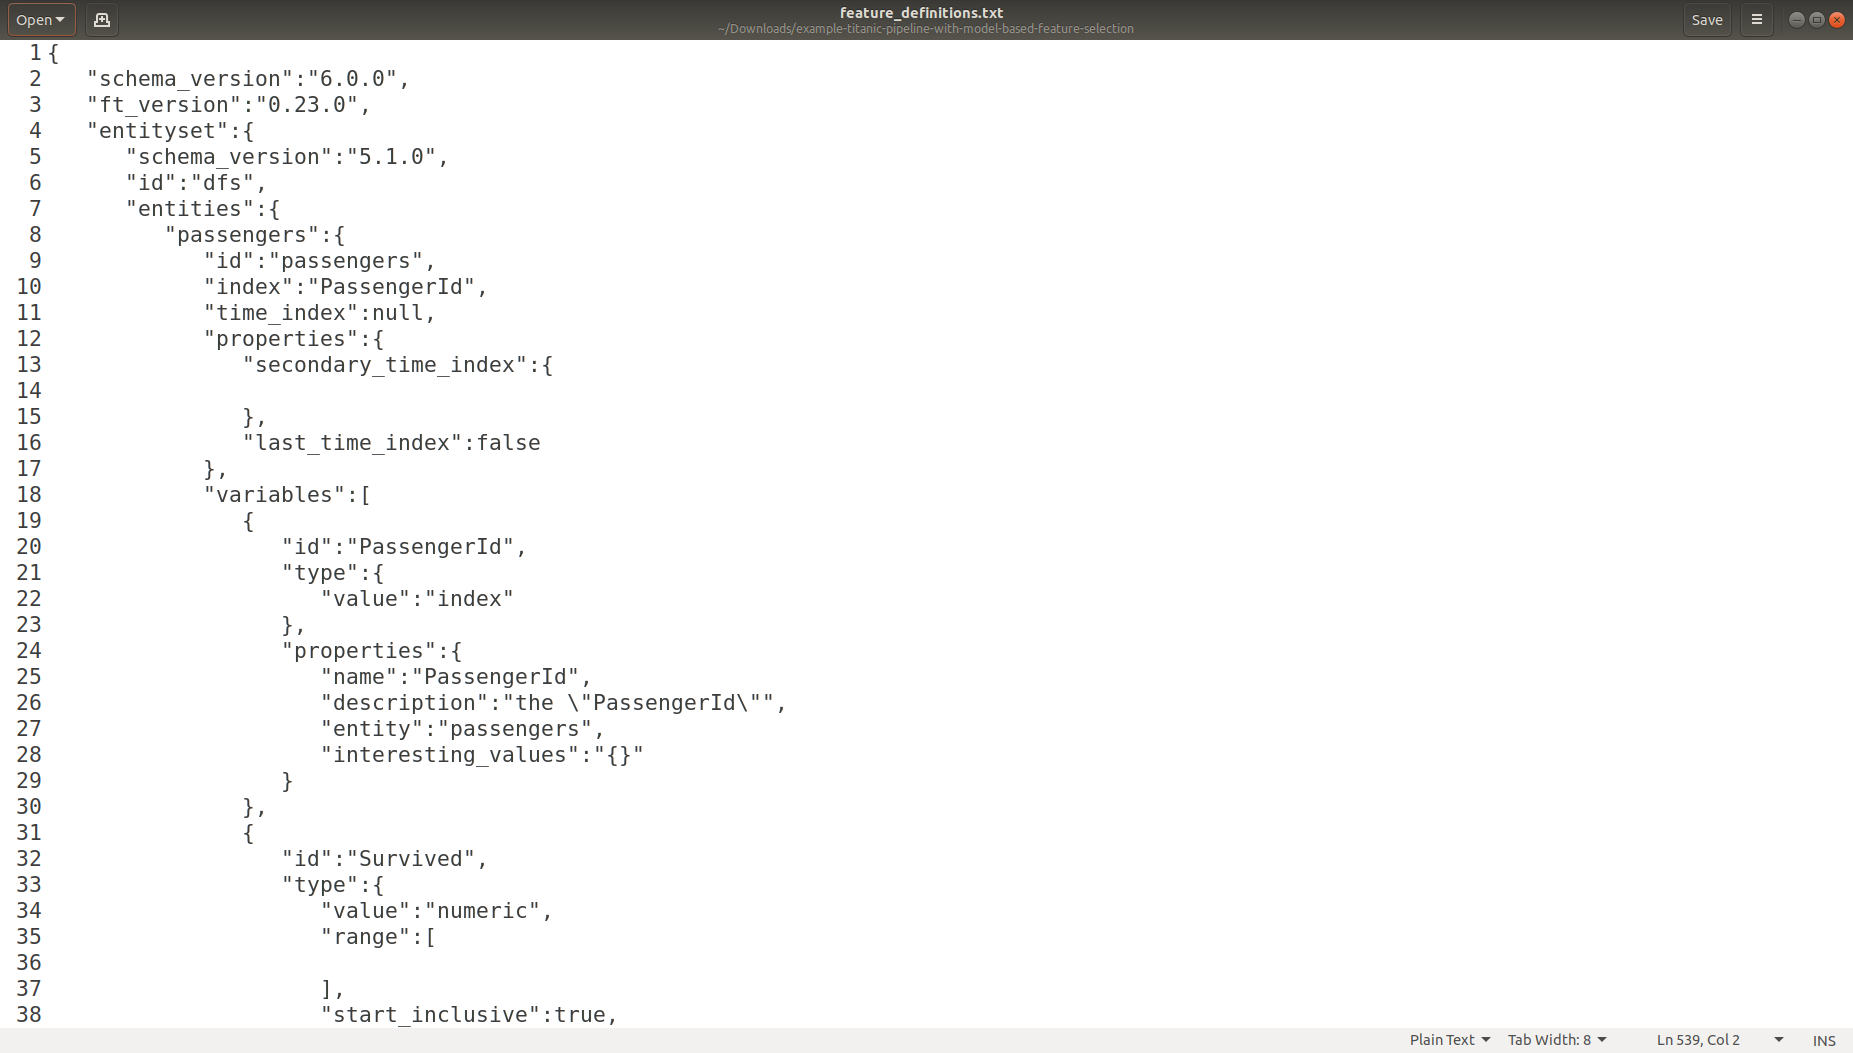 Open
feature_definitions.txt
~/Downloads/example-titanic-pipeline-with-model-based-feature-selection
Save
1 {
2    "schema_version":"6.0.0",
3    "ft_version":"0.23.0",
4    "entityset":{
5       "schema_version":"5.1.0",
6       "id":"dfs",
7       "entities":{
8          "passengers":{
9             "id":"passengers",
10             "index":"PassengerId",
11             "time_index":null,
12             "properties":{
13                "secondary_time_index":{
14
15                },
16                "last_time_index":false
17             },
18             "variables":[
19                {
20                   "id":"PassengerId",
21                   "type":{
22                      "value":"index"
23                   },
24                   "properties":{
25                      "name":"PassengerId",
26                      "description":"the \"PassengerId\"",
27                      "entity":"passengers",
28                      "interesting_values":"{}"
29                   }
30                },
31                {
32                   "id":"Survived",
33                   "type":{
34                      "value":"numeric",
35                      "range":[
36
37                      ],
38                      "start_inclusive":true,
Plain Text Tab Width: 8 Ln 539, Col 2 INS